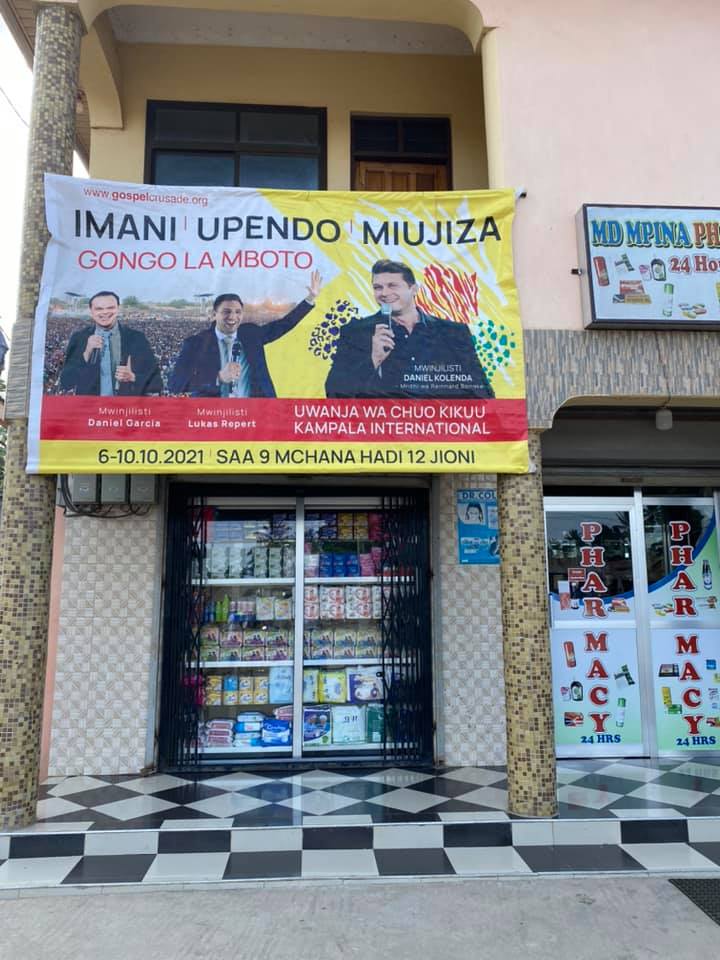 www.gospelcrusade.org
IMANI | UPENDO | MIUJIZA
GONGO LA MBOTO
MWINJILISTI
DANIEL KOLENDA
Mwinjilisti
Daniel Garcia
Mwinjilisti
Lukas Repert
UWANJA WA CHUO KIKUU
KAMPALA INTERNATIONAL
6-10.10.2021 | SAA 9 MCHANA HADI 12 JIONI
MD MPINA PH
24 Ho
DR. COL
PHARMACY
24 HRS
PHARMACY
24 HRS